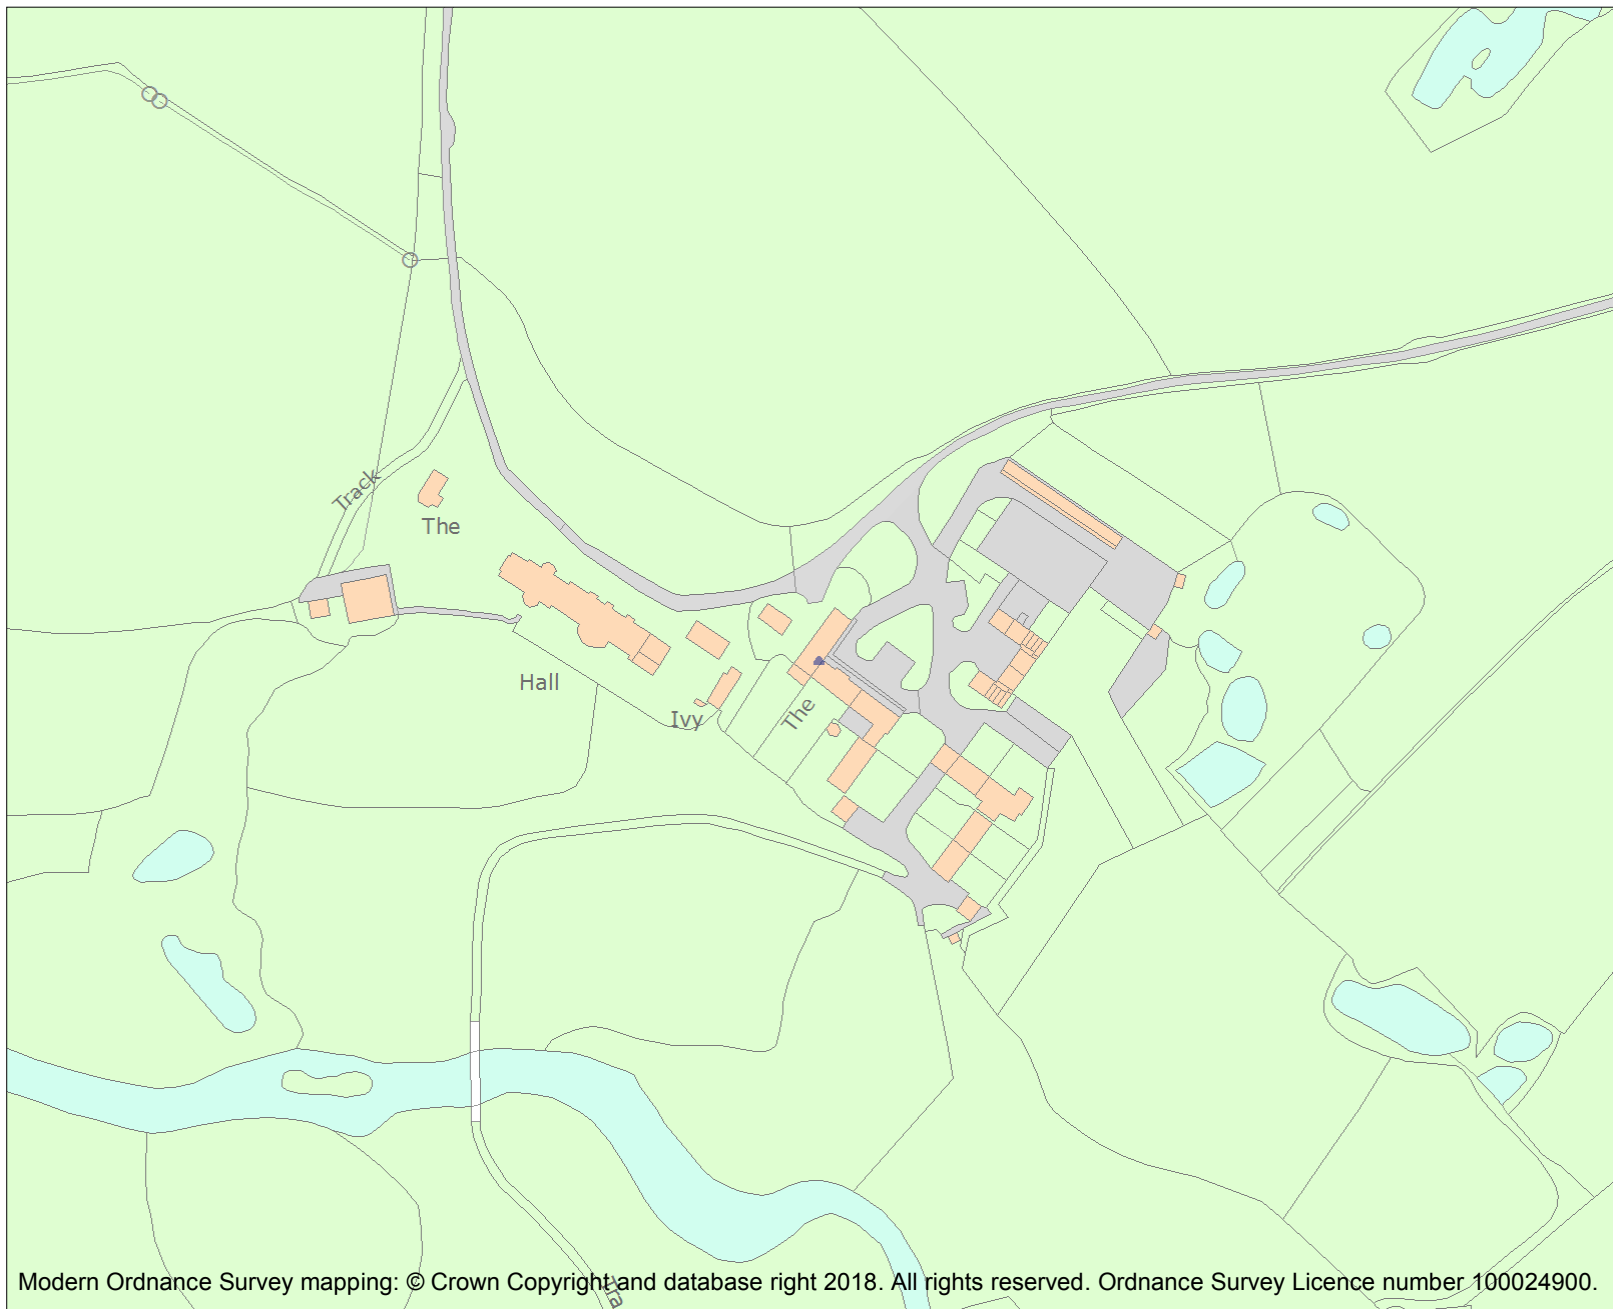 Track
The
Hall
Ivy
The
Tra
Modern Ordnance Survey mapping: © Crown Copyright and database right 2018. All rights reserved. Ordnance Survey Licence number 100024900.